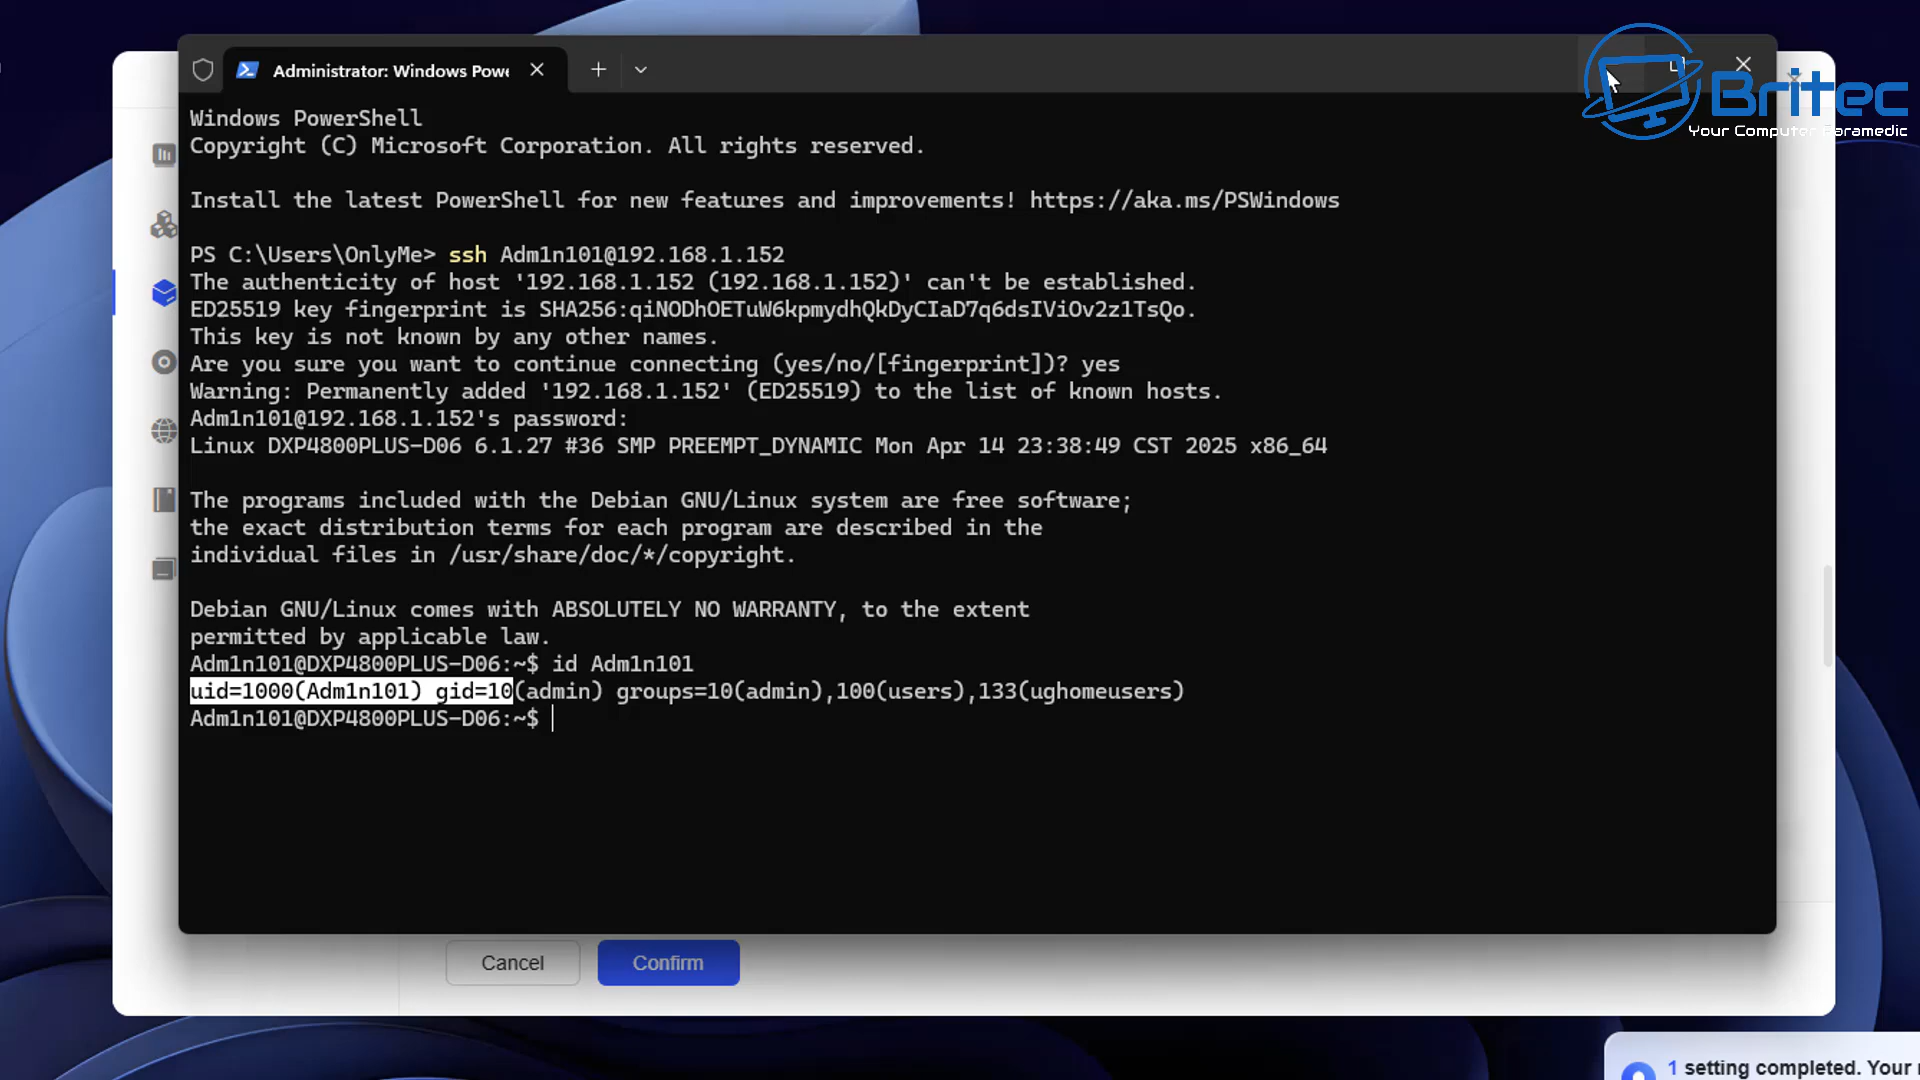 Administrator: Windows Powe
Britec
Your Computer Paramedic
Windows PowerShell
Copyright (C) Microsoft Corporation. All rights reserved.
Install the latest PowerShell for new features and improvements! https://aka.ms/PSWindows
PS C:\Users\OnlyMe> ssh Adm1n101@192.168.1.152
The authenticity of host '192.168.1.152 (192.168.1.152)' can't be established.
ED25519 key fingerprint is SHA256:qiNODhOETuW6kpmydhQkDyCIaD7q6dsIViOv2z1TsQo.
This key is not known by any other names.
Are you sure you want to continue connecting (yes/no/[fingerprint])? yes
Warning: Permanently added '192.168.1.152' (ED25519) to the list of known hosts.
Adm1n101@192.168.1.152's password:
Linux DXP4800PLUS-D06 6.1.27 #36 SMP PREEMPT_DYNAMIC Mon Apr 14 23:38:49 CST 2025 x86_64
The programs included with the Debian GNU/Linux system are free software;
the exact distribution terms for each program are described in the
individual files in /usr/share/doc/*/copyright.
Debian GNU/Linux comes with ABSOLUTELY NO WARRANTY, to the extent
permitted by applicable law.
Adm1n101@DXP4800PLUS-D06:~$ id Adm1n101
uid=1000(Adm1n101) gid=10(admin) groups=10(admin),100(users),133(ughomeusers)
Adm1n101@DXP4800PLUS-D06:~$
Cancel
Confirm
1 setting completed. Your